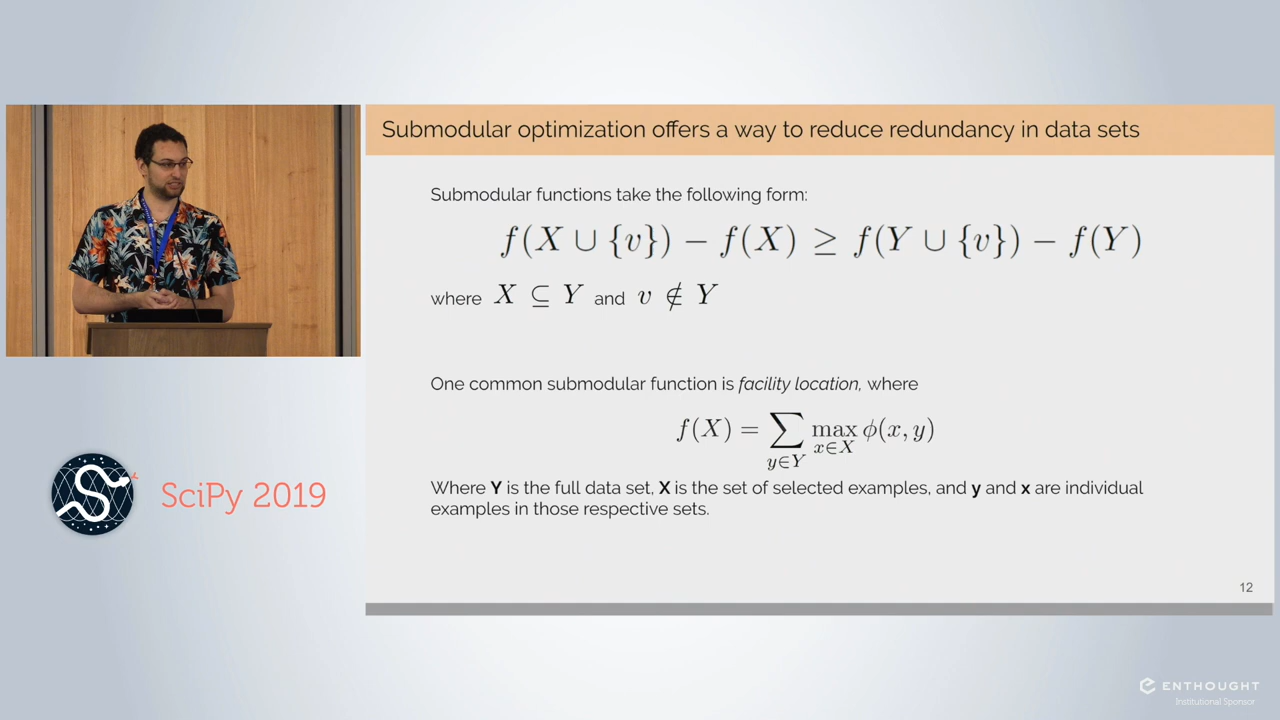 Submodular optimization offers a way to reduce redundancy in data sets
Submodular functions take the following form:
f(X ∪ {v}) − f(X) ≥ f(Y ∪ {v}) − f(Y)
where X ⊆ Y and v ∉ Y
One common submodular function is facility location, where
f(X) = ∑_{y∈Y} max_{x∈X} ϕ(x, y)
Where Y is the full data set, X is the set of selected examples, and y and x are individual
examples in those respective sets.
12
SciPy 2019
ENTHOUGHT
Institutional Sponsor